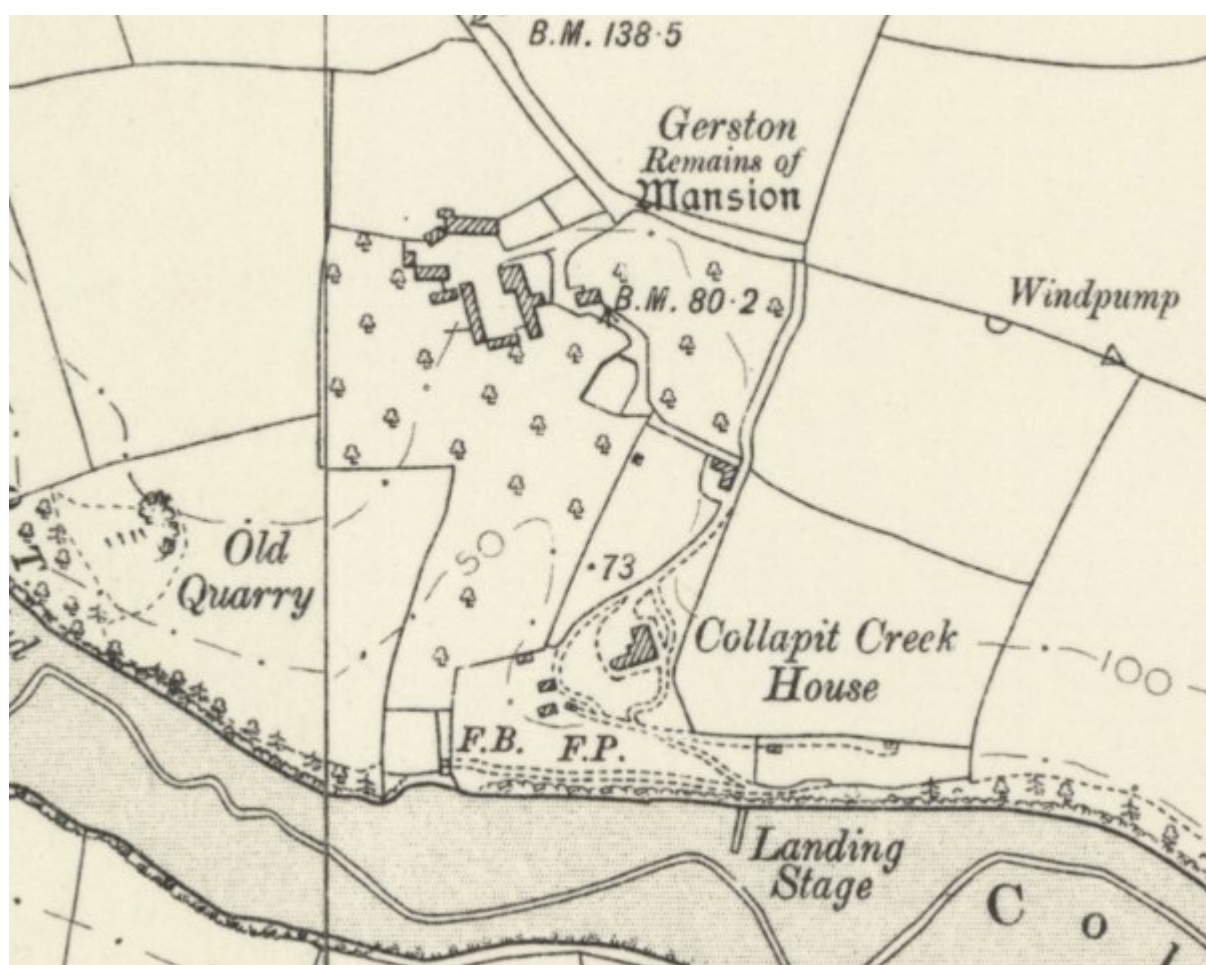 B.M. 138·5
Gerston
Remains of
Mansion
Windpump
B.M. 80·2
Old
Quarry
50
·73
Collapit Creek
House
100
F.B. F.P.
Landing
Stage
C o